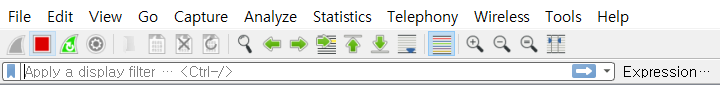 File Edit View Go Capture Analyze Statistics Telephony Wireless Tools Help
Apply a display filter ⋯ <Ctrl-/> Expression⋯